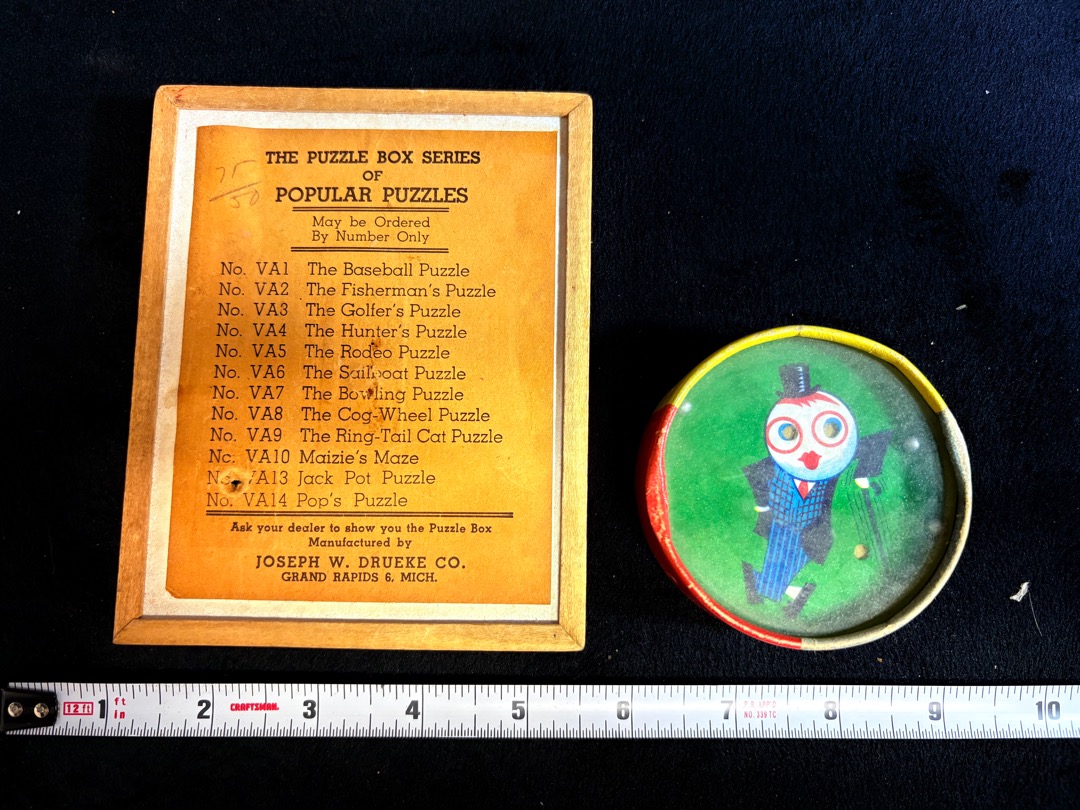 THE PUZZLE BOX SERIES
OF
POPULAR PUZZLES
May be Ordered
By Number Only
No. VA1 The Baseball Puzzle
No. VA2 The Fisherman's Puzzle
No. VA3 The Golfer's Puzzle
No. VA4 The Hunter's Puzzle
No. VA5 The Rodeo Puzzle
No. VA6 The Sailboat Puzzle
No. VA7 The Bowling Puzzle
No. VA8 The Cog-Wheel Puzzle
No. VA9 The Ring-Tail Cat Puzzle
No. VA10 Maizie's Maze
No. VA13 Jack Pot Puzzle
No. VA14 Pop's Puzzle
Ask your dealer to show you the Puzzle Box
Manufactured by
JOSEPH W. DRUEKE CO.
GRAND RAPIDS 6, MICH.
12 ft 1 ft in 2 CRAFTSMAN 3 4 5 6 7 8 9 10